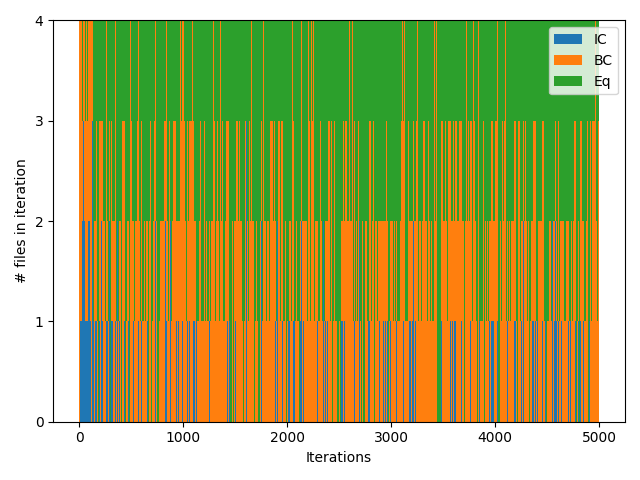 4
3
2
1
0
# files in iteration
0 1000 2000 3000 4000 5000
Iterations
IC
BC
Eq